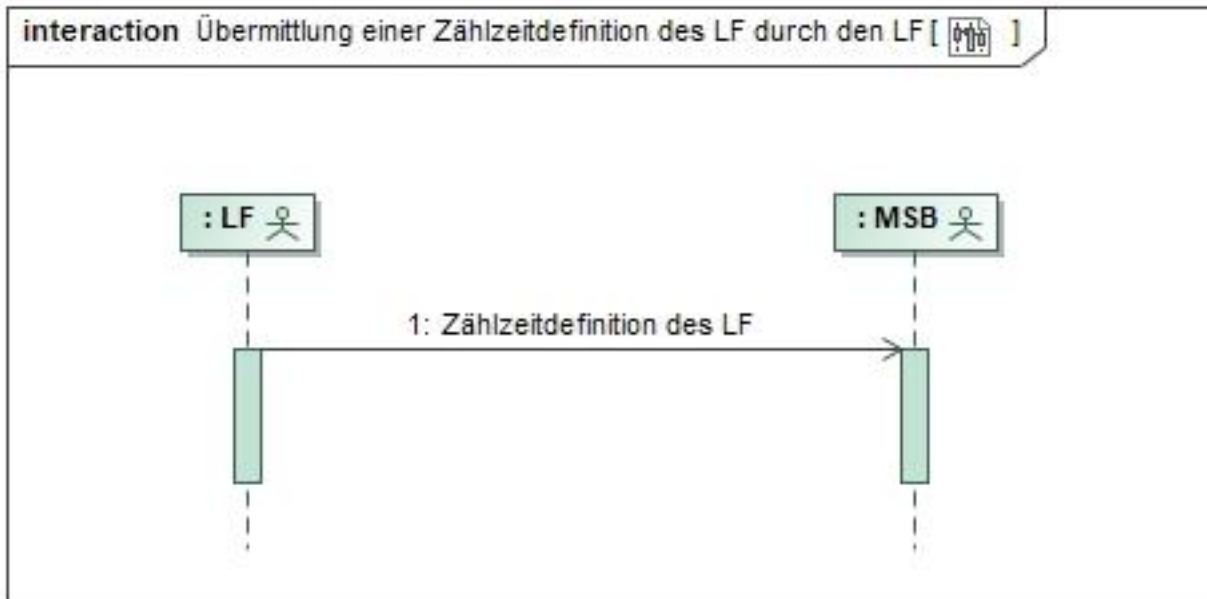 interaction Übermittlung einer Zählzeitdefinition des LF durch den LF [ ]
: LF
: MSB
1: Zählzeitdefinition des LF